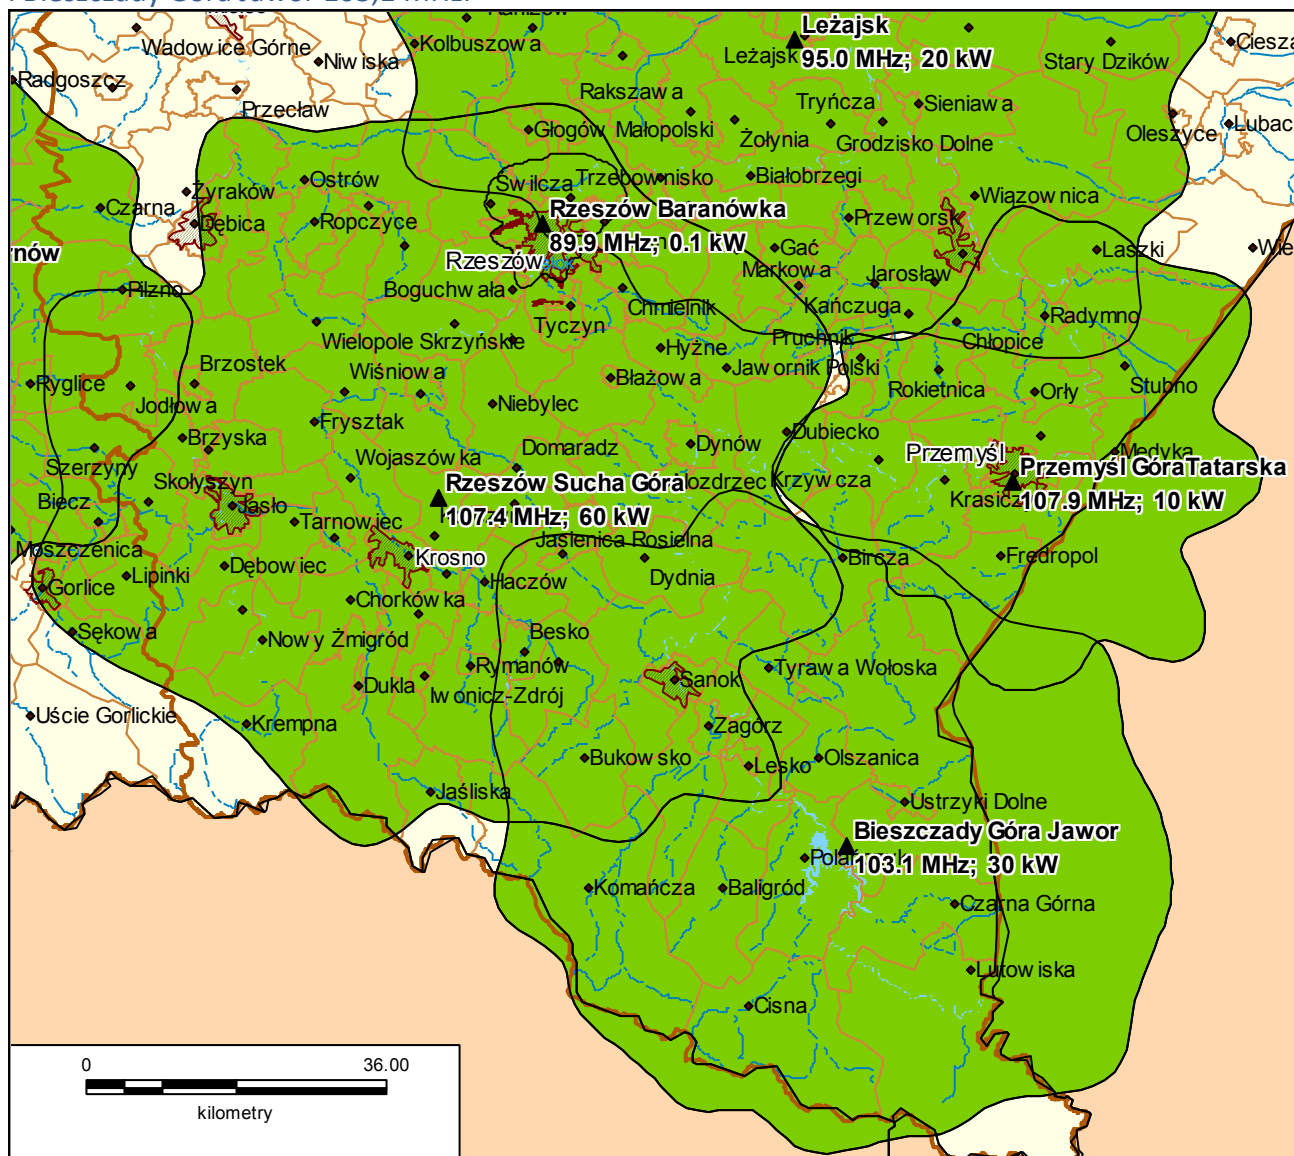 Wadowice Górne
Kolbuszowa
Niwiska
Leżajsk
95.0 MHz; 20 kW
Leżajsk
Stary Dzików
Radgoszcz
Przecław
Rakszawa
Tryńcza
Sieniawa
Oleszyce
Głogów
Małopolski
Żołynia
Grodzisko Dolne
Żyraków
Ostrów
Świlcza
Trzebownisko
Białobrzegi
Wiązownica
Czarna
Dębica
Ropczyce
Rzeszów Baranówka
89.9 MHz; 0.1 kW
Przeworsk
Rzeszów
Gać
Markowa
Laszki
Pilzno
Boguchwała
Jarosław
Chmielnik
Kańczuga
Radymno
Tyczyn
Wielopole Skrzyńskie
Hyżne
Pruchnik
Chłopice
Brzostek
Wiśniowa
Błażowa
Jawornik Polski
Rokietnica
Orły
Stubno
Ryglice
Jodłowa
Niebylec
Frysztak
Brzyska
Domaradz
Dynów
Dubiecko
Przemyśl
Medyka
Szerzyny
Wojaszówka
Skołyszyn
Rzeszów Sucha Góra
107.4 MHz; 60 kW
Krzywcza
Przemyśl GóraTatarska
107.9 MHz; 10 kW
Biecz
Jasło
Tarnowiec
Moszczenica
Krosno
Jasienica Rosielna
Dydnia
Bircza
Fredropol
Gorlice
Lipinki
Dębowiec
Haczów
Chorkówka
Sękowa
Nowy Żmigród
Besko
Rymanów
Tyrawa Wołoska
Sanok
Dukla
Iwonicz-Zdrój
Uście Gorlickie
Krempna
Zagórz
Bukowsko
Lesko
Olszanica
Jaśliska
Ustrzyki Dolne
Bieszczady Góra Jawor
103.1 MHz; 30 kW
Komańcza
Baligród
Czarna Górna
Lutowiska
Cisna
0
36.00
kilometry